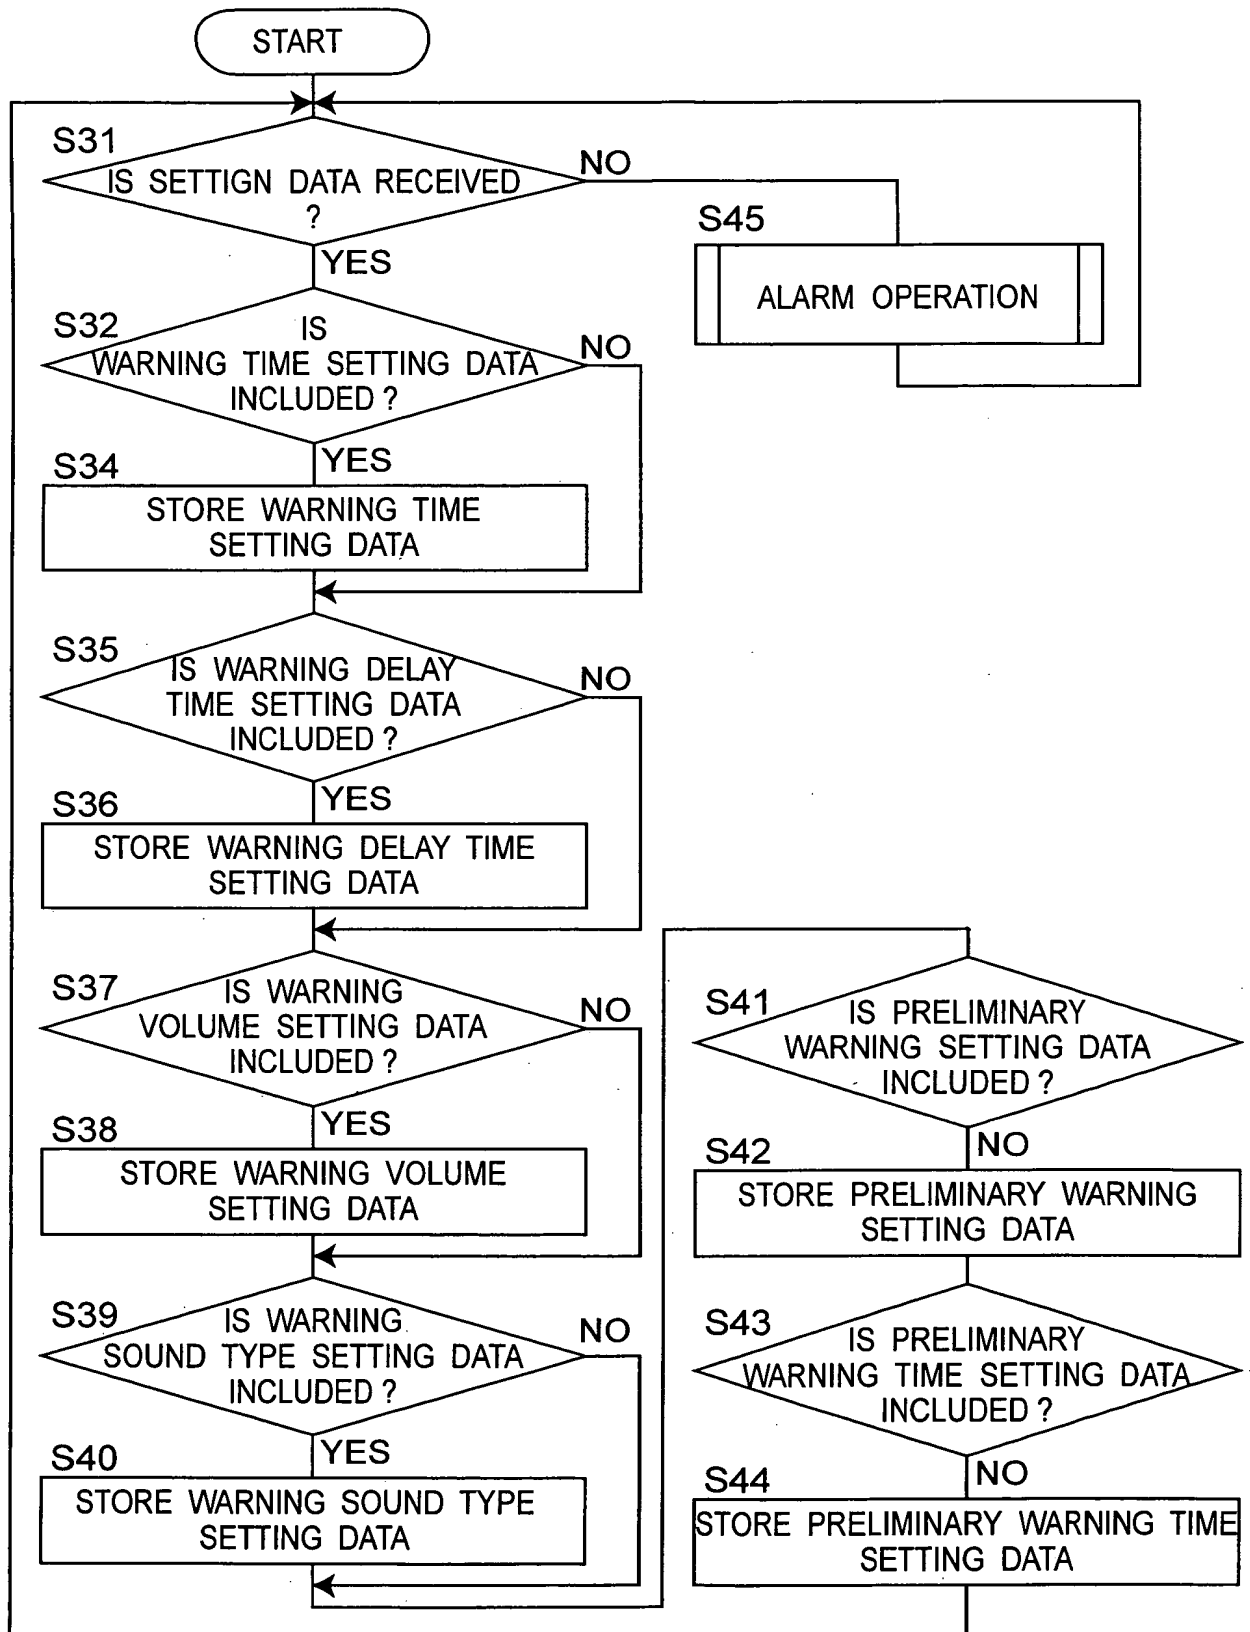 START
S31
IS SETTIGN DATA RECEIVED
?
NO
YES
S45
ALARM OPERATION
S32
IS
WARNING TIME SETTING DATA
INCLUDED ?
NO
YES
S34
STORE WARNING TIME
SETTING DATA
S35
IS WARNING DELAY
TIME SETTING DATA
INCLUDED ?
NO
YES
S36
STORE WARNING DELAY TIME
SETTING DATA
S37
IS WARNING
VOLUME SETTING DATA
INCLUDED ?
NO
YES
S38
STORE WARNING VOLUME
SETTING DATA
S39
IS WARNING
SOUND TYPE SETTING DATA
INCLUDED ?
NO
YES
S40
STORE WARNING SOUND TYPE
SETTING DATA
S41
IS PRELIMINARY
WARNING SETTING DATA
INCLUDED ?
NO
S42
STORE PRELIMINARY WARNING
SETTING DATA
S43
IS PRELIMINARY
WARNING TIME SETTING DATA
INCLUDED ?
NO
S44
STORE PRELIMINARY WARNING TIME
SETTING DATA